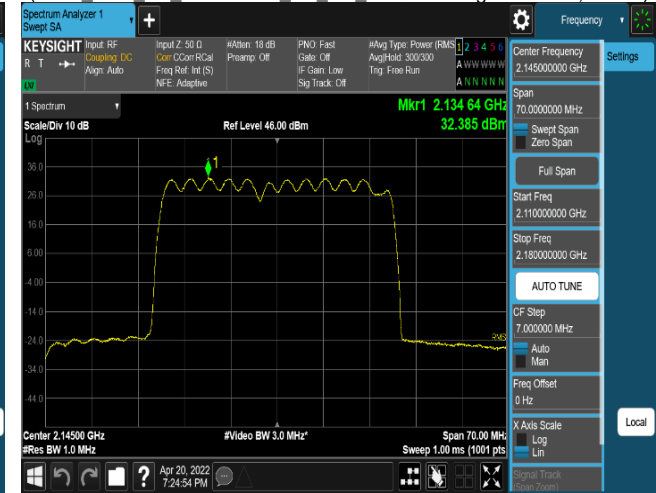 Spectrum Analyzer 1
Swept SA
Frequency
KEYSIGHT
R T
Input: RF
Coupling: DC
Align: Auto
Input Z: 50 Ω
Corr CCorr RCal
Freq Ref: Int (S)
NFE: Adaptive
#Atten: 18 dB
Preamp: Off
PNO: Fast
Gate: Off
IF Gain: Low
Sig Track: Off
#Avg Type: Power (RMS
Avg|Hold: 300/300
Trig: Free Run
1 2 3 4 5 6
A W W W W W
A N N N N N
Center Frequency
2.145000000 GHz
Settings
1 Spectrum
Mkr1 2.134 64 GHz
Scale/Div 10 dB
Ref Level 46.00 dBm
32.385 dBm
Log
36.0
26.0
16.0
6.00
-4.00
-14.0
-24.0
-34.0
-44.0
1
RMS
Center 2.14500 GHz
#Video BW 3.0 MHz*
Span 70.00 MHz
#Res BW 1.0 MHz
Sweep 1.00 ms (1001 pts
Span
70.0000000 MHz
Swept Span
Zero Span
Full Span
Start Freq
2.110000000 GHz
Stop Freq
2.180000000 GHz
AUTO TUNE
CF Step
7.000000 MHz
Auto
Man
Freq Offset
0 Hz
X Axis Scale
Log
Lin
Local
Signal Track
(Span Zoom)
?
Apr 20, 2022
7:24:54 PM